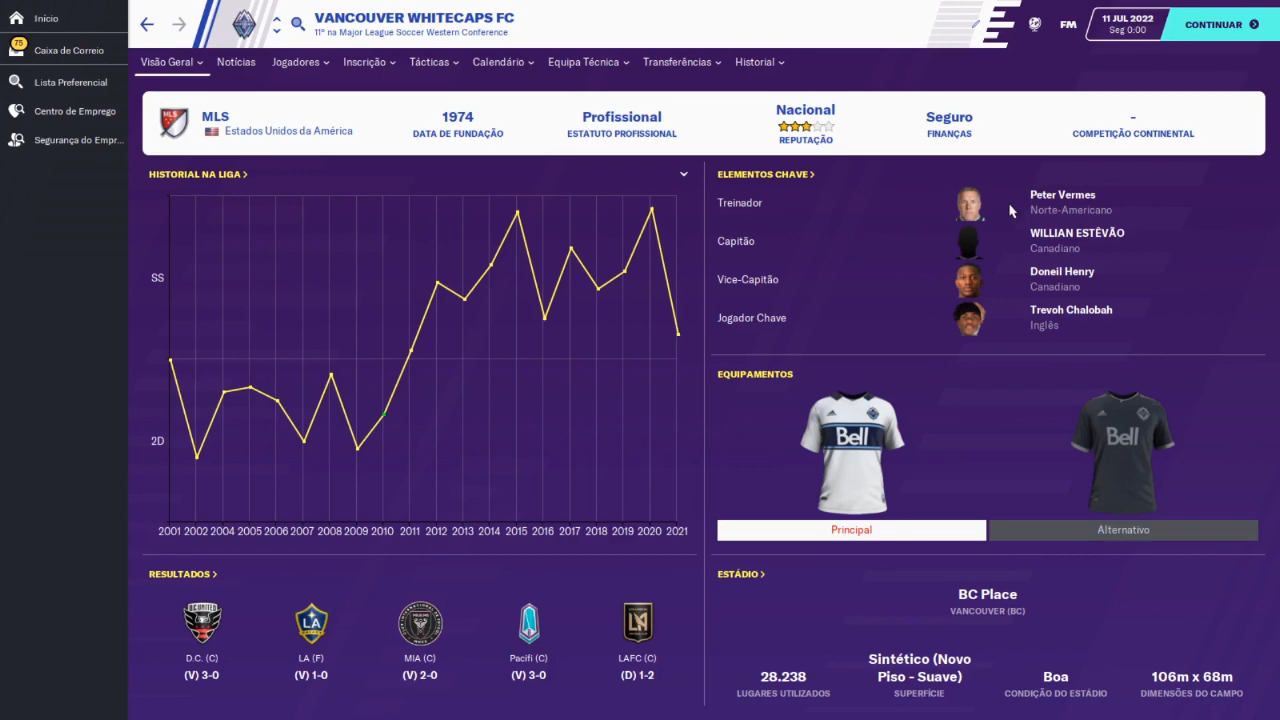 Início
75
Caixa de Correio
Lista Preferencial
Centro de Emprego
Segurança do Empr...
VANCOUVER WHITECAPS FC
11º na Major League Soccer Western Conference
FM
11 JUL 2022
Seg 0:00
CONTINUAR
Visão Geral
Notícias
Jogadores
Inscrição
Tácticas
Calendário
Equipa Técnica
Transferências
Historial
MLS
MLS
Estados Unidos da América
1974
DATA DE FUNDAÇÃO
Profissional
ESTATUTO PROFISSIONAL
Nacional
REPUTAÇÃO
Seguro
FINANÇAS
-
COMPETIÇÃO CONTINENTAL
HISTORIAL NA LIGA
SS
2D
2001 2002 2004 2005 2006 2007 2008 2009 2010 2011 2012 2013 2014 2015 2016 2017 2018 2019 2020 2021
ELEMENTOS CHAVE
Treinador
Peter Vermes
Norte-Americano
Capitão
WILLIAN ESTÊVÃO
Canadiano
Vice-Capitão
Doneil Henry
Canadiano
Jogador Chave
Trevoh Chalobah
Inglês
EQUIPAMENTOS
Bell
Bell
Principal
Alternativo
RESULTADOS
D.C. (C)
(V) 3-0
LA (F)
(V) 1-0
MIA (C)
(V) 2-0
Pacifi (C)
(V) 3-0
LAFC (C)
(D) 1-2
ESTÁDIO
BC Place
VANCOUVER (BC)
28.238
LUGARES UTILIZADOS
Sintético (Novo
Piso - Suave)
SUPERFÍCIE
Boa
CONDIÇÃO DO ESTÁDIO
106m x 68m
DIMENSÕES DO CAMPO